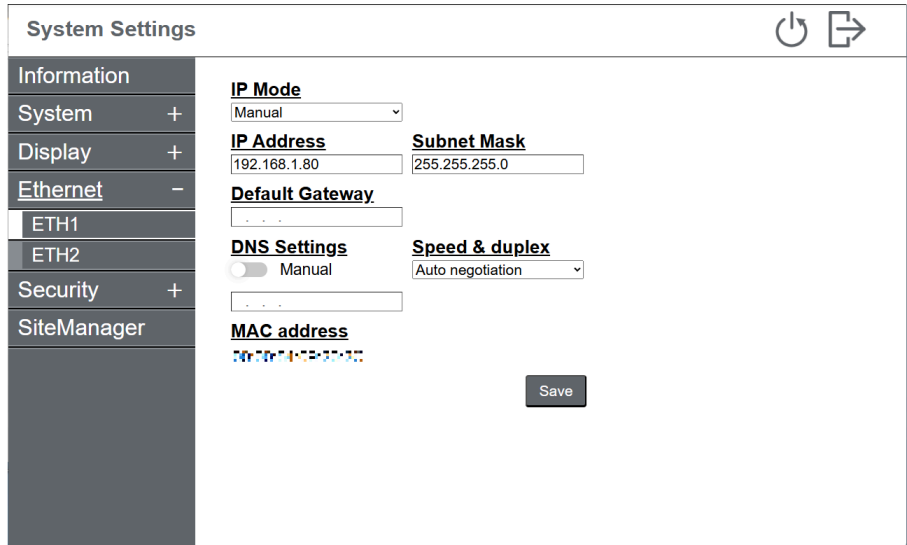 System Settings
Information
System +
Display +
Ethernet −
ETH1
ETH2
Security +
SiteManager
IP Mode
Manual
IP Address Subnet Mask
192.168.1.80 255.255.255.0
Default Gateway
. . .
DNS Settings Speed & duplex
Manual Auto negotiation
. . .
MAC address
Save